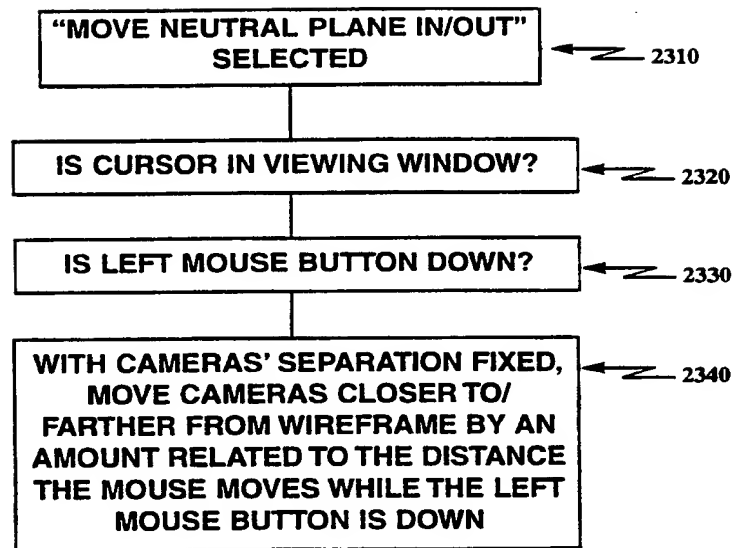 “MOVE NEUTRAL PLANE IN/OUT”
SELECTED
2310
IS CURSOR IN VIEWING WINDOW?
2320
IS LEFT MOUSE BUTTON DOWN?
2330
WITH CAMERAS’ SEPARATION FIXED,
MOVE CAMERAS CLOSER TO/
FARTHER FROM WIREFRAME BY AN
AMOUNT RELATED TO THE DISTANCE
THE MOUSE MOVES WHILE THE LEFT
MOUSE BUTTON IS DOWN
2340